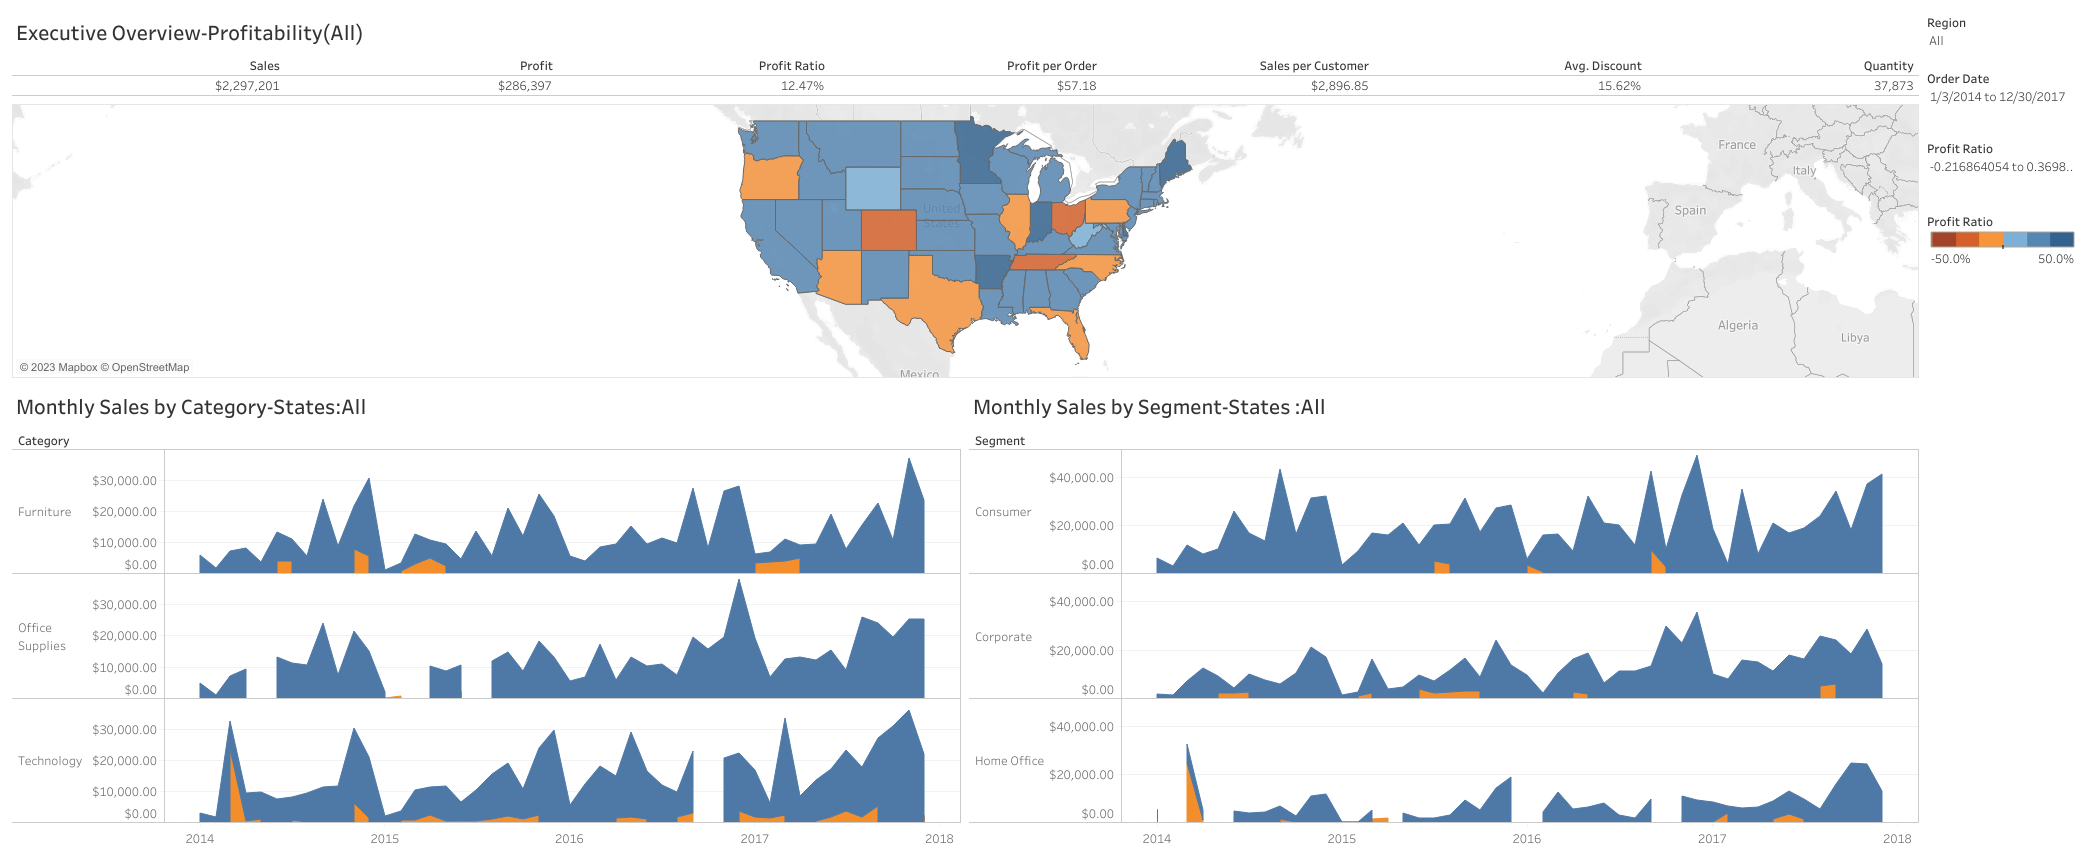 Executive Overview-Profitability(All)
Sales Profit Profit Ratio Profit per Order Sales per Customer Avg. Discount Quantity
$2,297,201 $286,397 12.47% $57.18 $2,896.85 15.62% 37,873
Region
All
Order Date
1/3/2014 to 12/30/2017
Profit Ratio
-0.216864054 to 0.3698..
Profit Ratio
-50.0% 50.0%
United
States
Mexico
France
Italy
Spain
Algeria
Libya
© 2023 Mapbox © OpenStreetMap
Monthly Sales by Category-States:All
Category
Furniture
$30,000.00
$20,000.00
$10,000.00
$0.00
Office
Supplies
$30,000.00
$20,000.00
$10,000.00
$0.00
Technology
$30,000.00
$20,000.00
$10,000.00
$0.00
2014 2015 2016 2017 2018
Monthly Sales by Segment-States :All
Segment
Consumer
$40,000.00
$20,000.00
$0.00
Corporate
$40,000.00
$20,000.00
$0.00
Home Office
$40,000.00
$20,000.00
$0.00
2014 2015 2016 2017 2018